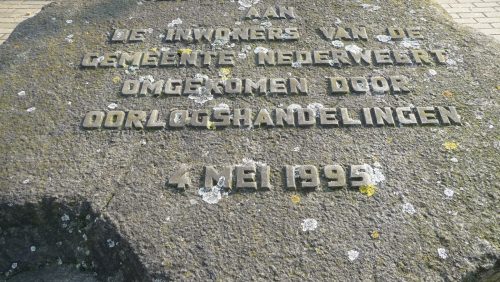 AAN
DE INWONERS VAN DE
GEMEENTE NEDERWEERT
OMGEKOMEN DOOR
OORLOGSHANDELINGEN
4 MEI 1995